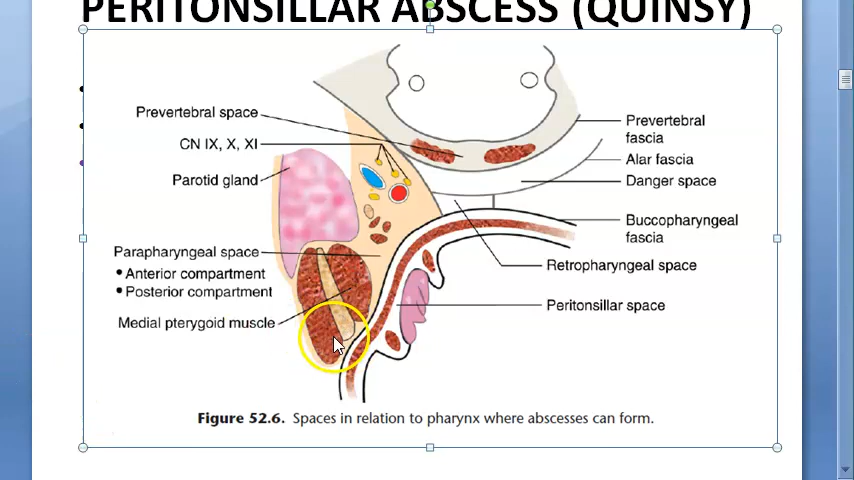 PERITONSILLAR ABSCESS (QUINSY)
Prevertebral space
CN IX, X, XI
Parotid gland
Parapharyngeal space
• Anterior compartment
• Posterior compartment
Medial pterygoid muscle
Prevertebral
fascia
Alar fascia
Danger space
Buccopharyngeal
fascia
Retropharyngeal space
Peritonsillar space
Figure 52.6. Spaces in relation to pharynx where abscesses can form.